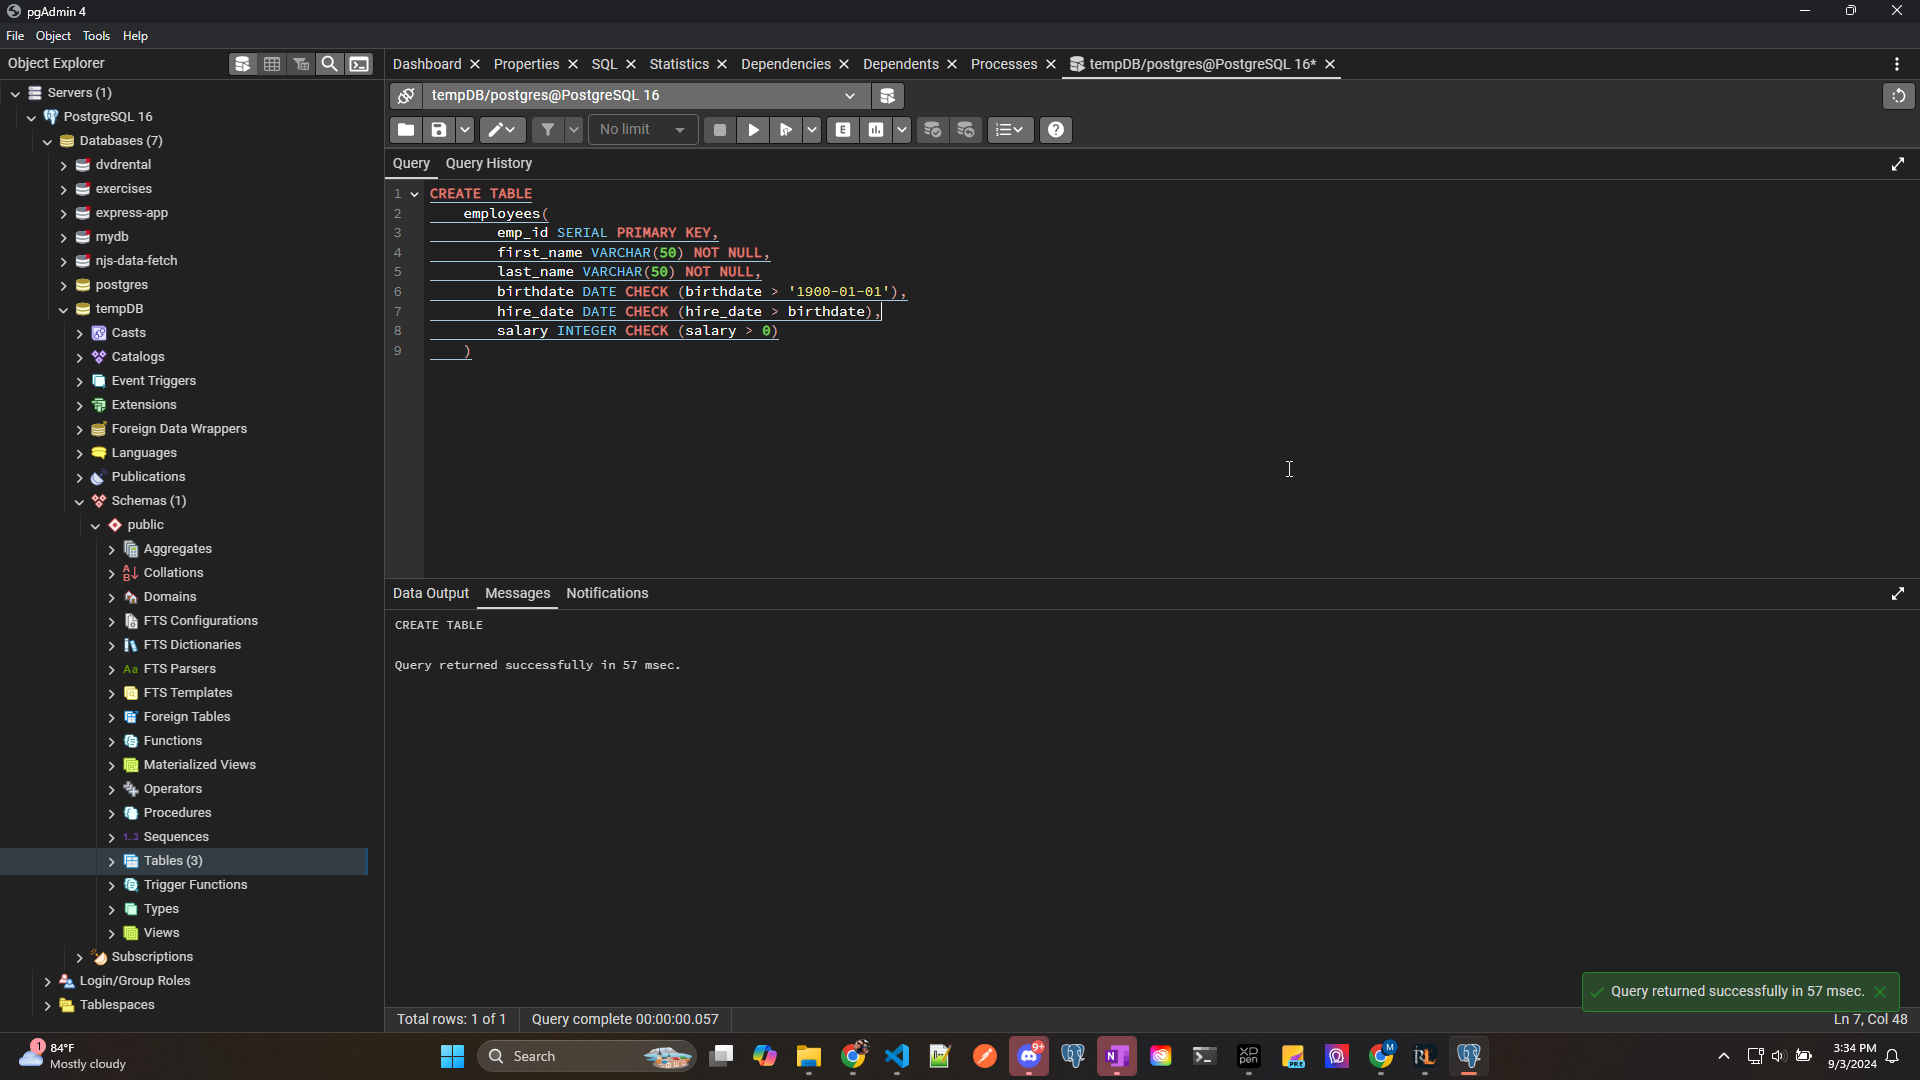 pgAdmin 4
File Object Tools Help
Object Explorer
Dashboard Properties SQL Statistics Dependencies Dependents Processes tempDB/postgres@PostgreSQL 16*
tempDB/postgres@PostgreSQL 16
No limit
E
Query Query History
Servers (1)
PostgreSQL 16
Databases (7)
dvdrental
exercises
express-app
mydb
njs-data-fetch
postgres
tempDB
Casts
Catalogs
Event Triggers
Extensions
Foreign Data Wrappers
Languages
Publications
Schemas (1)
public
Aggregates
Collations
Domains
FTS Configurations
FTS Dictionaries
Aa FTS Parsers
FTS Templates
Foreign Tables
Functions
Materialized Views
Operators
Procedures
1..3 Sequences
Tables (3)
Trigger Functions
Types
Views
Subscriptions
Login/Group Roles
Tablespaces
1 CREATE TABLE
2 employees(
3 emp_id SERIAL PRIMARY KEY,
4 first_name VARCHAR(50) NOT NULL,
5 last_name VARCHAR(50) NOT NULL,
6 birthdate DATE CHECK (birthdate > '1900-01-01'),
7 hire_date DATE CHECK (hire_date > birthdate),
8 salary INTEGER CHECK (salary > 0)
9 )
Data Output Messages Notifications
CREATE TABLE
Query returned successfully in 57 msec.
Query returned successfully in 57 msec.
Total rows: 1 of 1 Query complete 00:00:00.057
Ln 7, Col 48
1
84°F
Mostly cloudy
Search
9+
N
XP
pen
PRE
M
3:34 PM
9/3/2024